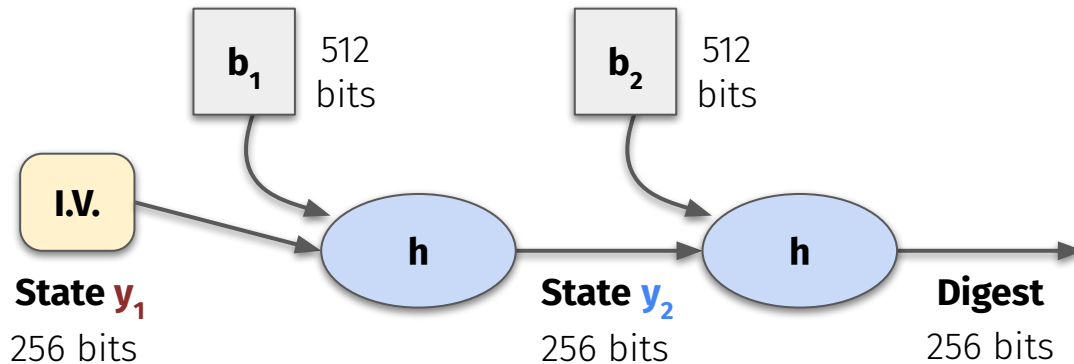 b₁
512
bits
b₂
512
bits
I.V.
h
h
State y₁
256 bits
State y₂
256 bits
Digest
256 bits